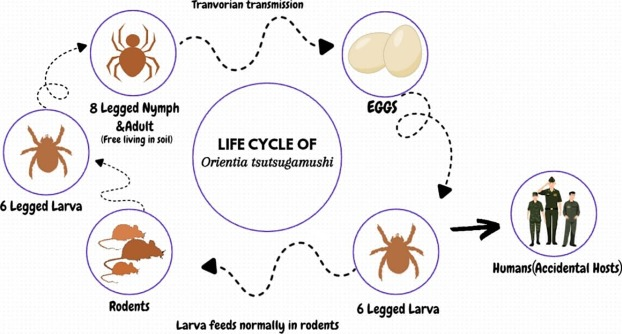 Tranvorian transmission
8 Legged Nymph
&Adult
(Free living in soil)
EGGS
LIFE CYCLE OF
Orientia tsutsugamushi
6 Legged Larva
Humans(Accidental Hosts)
Rodents
6 Legged Larva
Larva feeds normally in rodents